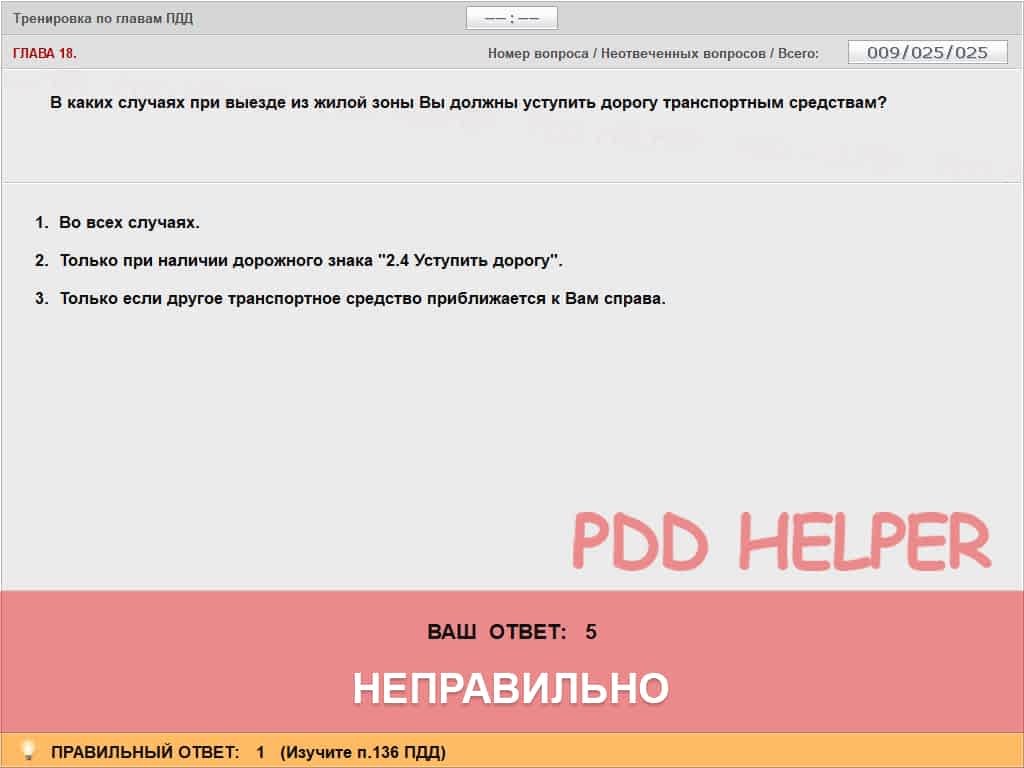 Тренировка по главам ПДД
—— : ——
ГЛАВА 18.
Номер вопроса / Неотвеченных вопросов / Всего: 009/025/025
В каких случаях при выезде из жилой зоны Вы должны уступить дорогу транспортным средствам?
1. Во всех случаях.
2. Только при наличии дорожного знака "2.4 Уступить дорогу".
3. Только если другое транспортное средство приближается к Вам справа.
PDD HELPER
ВАШ ОТВЕТ: 5
НЕПРАВИЛЬНО
ПРАВИЛЬНЫЙ ОТВЕТ: 1 (Изучите п.136 ПДД)